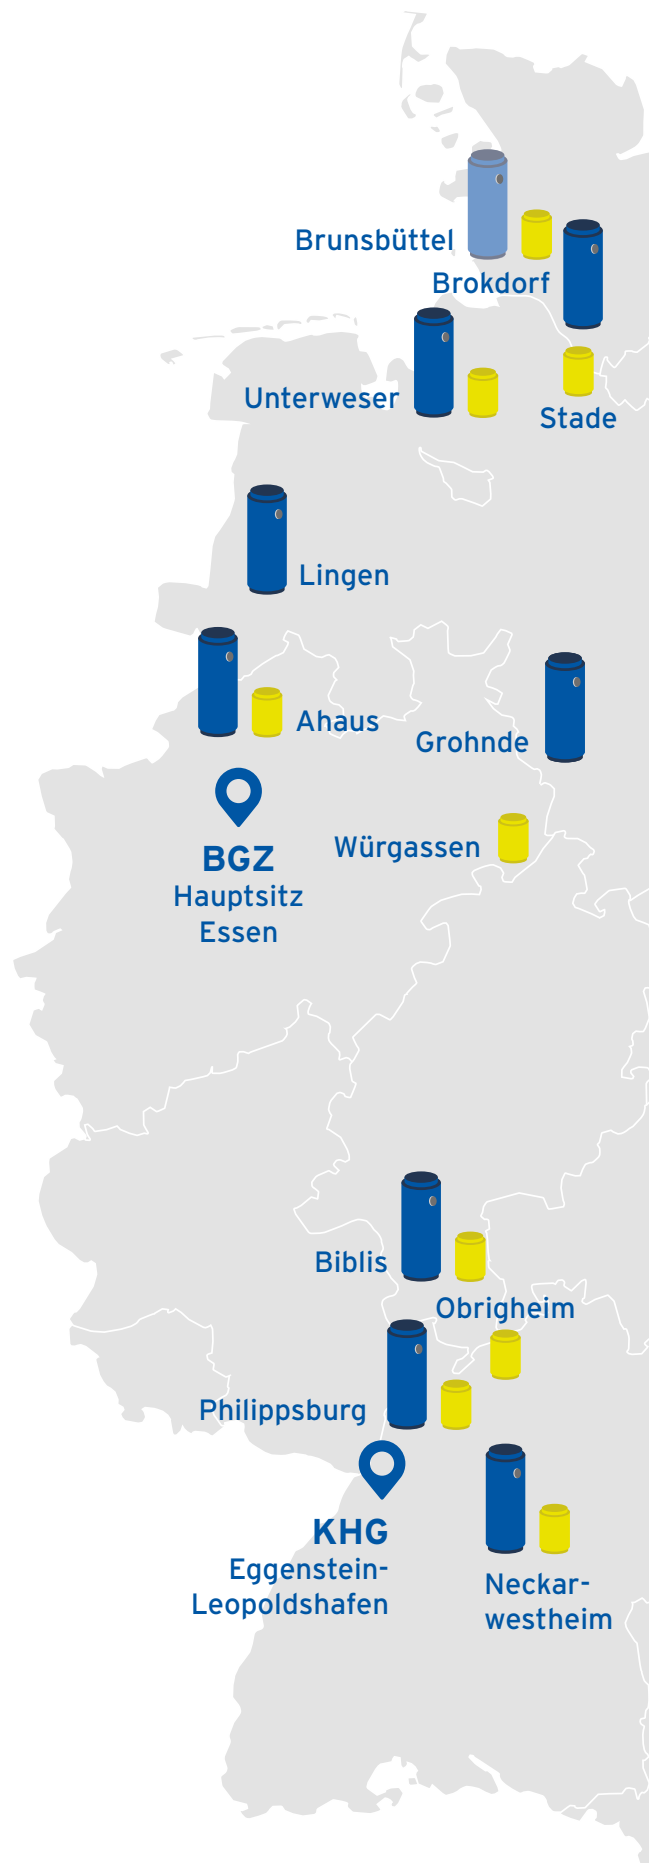 Brunsbüttel
Brokdorf
Unterweser
Stade
Lingen
Ahaus
Grohnde
Würgassen
BGZ
Hauptsitz
Essen
Biblis
Obrigheim
Philippsburg
KHG
Eggenstein-
Leopoldshafen
Neckar-
westheim